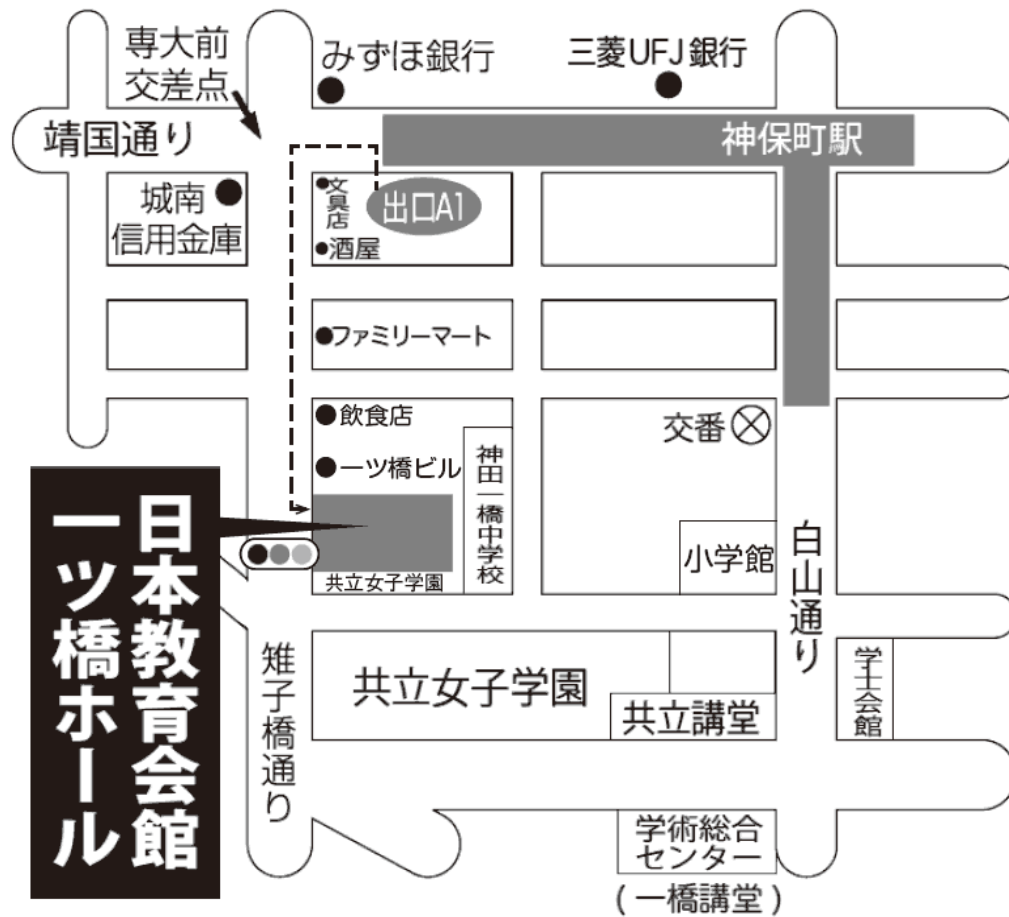 専大前
交差点
みずほ銀行
三菱UFJ銀行
靖国通り
神保町駅
城南
信用金庫
文具店
出口A1
酒屋
ファミリーマート
飲食店
交番
一ツ橋ビル
神田一橋中学校
日本教育会館
一ツ橋ホール
小学館
白山通り
共立女子学園
雉子橋通り
共立女子学園
共立講堂
学士会館
学術総合
センター
(一橋講堂)